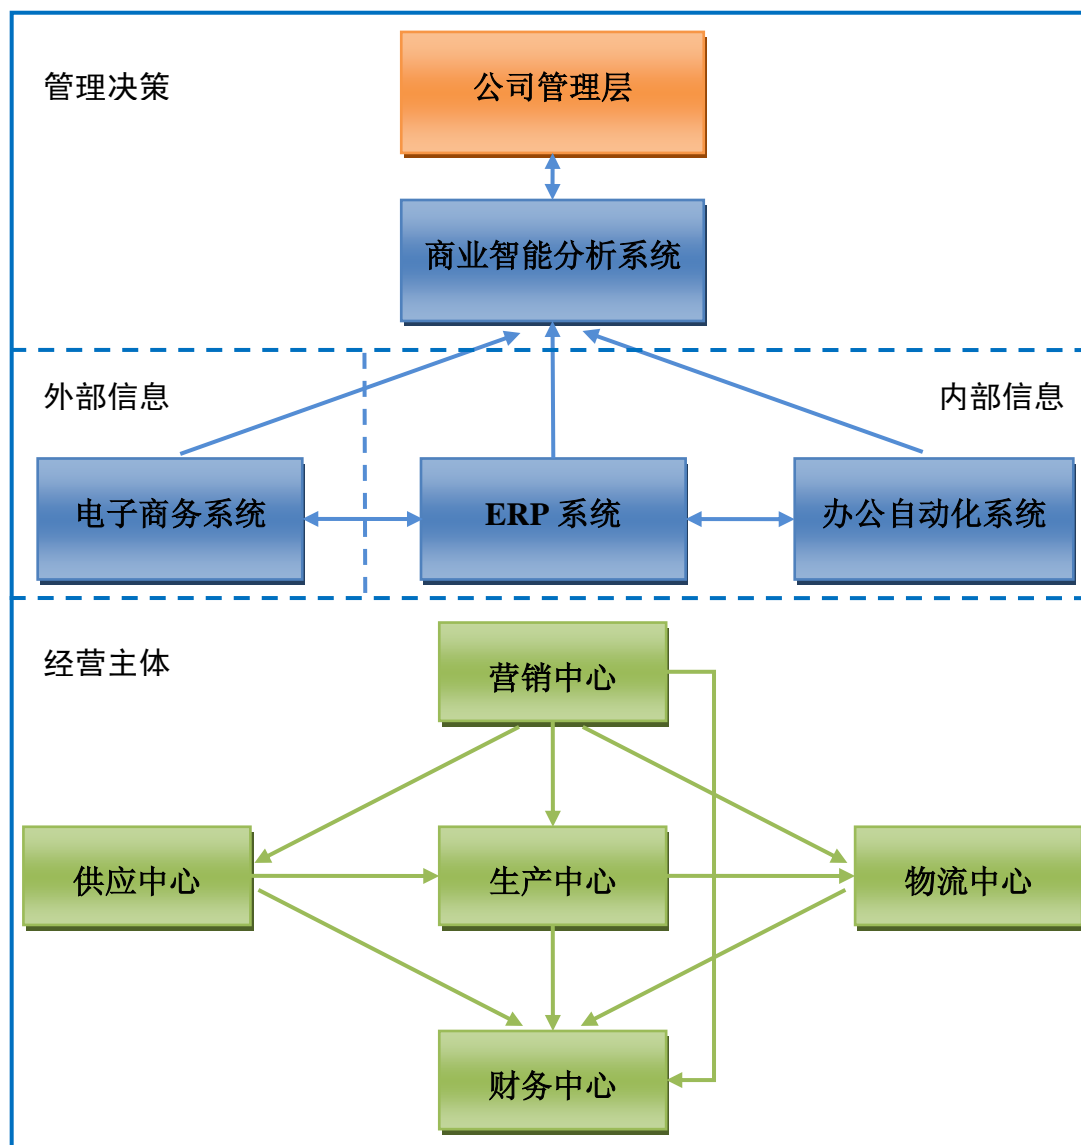 管理决策
公司管理层
商业智能分析系统
外部信息
内部信息
电子商务系统
ERP 系统
办公自动化系统
经营主体
营销中心
供应中心
生产中心
物流中心
财务中心